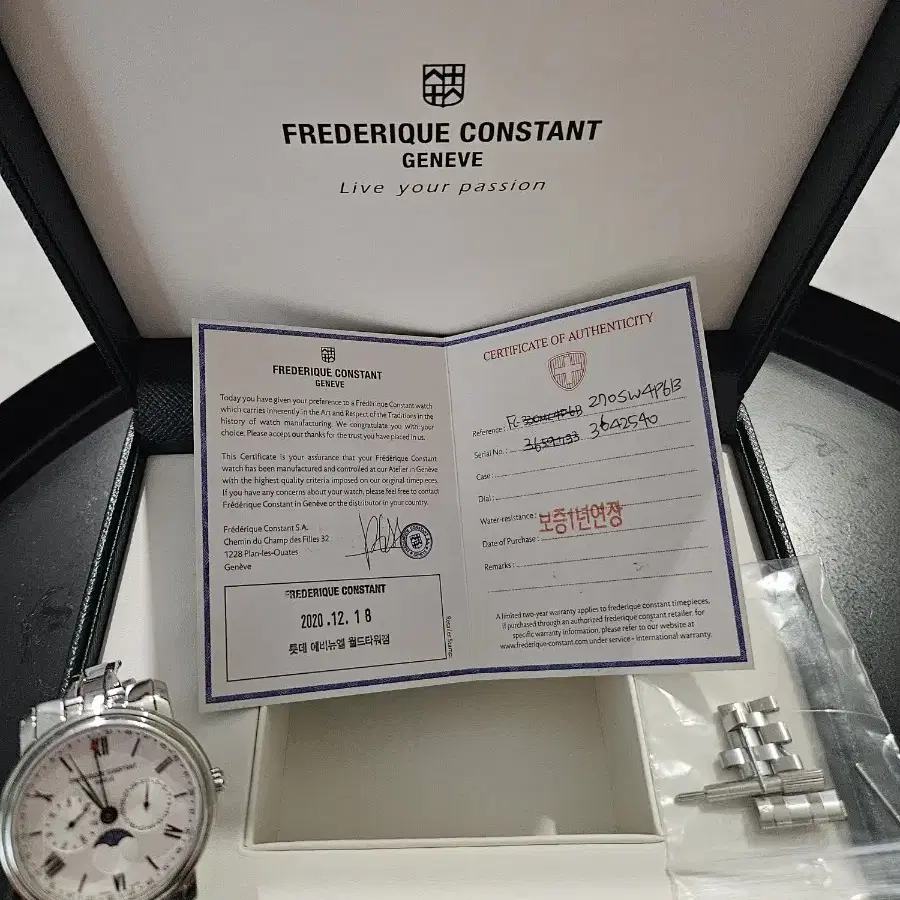 FREDERIQUE CONSTANT
GENEVE
Live your passion
FREDERIQUE CONSTANT
GENEVE
Today you have given your preference to a Frédérique Constant watch
which carries inherently in the Art and Respect of the Traditions in the
history of watch manufacturing. We congratulate you with your
choice. Please accept our thanks for the trust you have placed in us.
This Certificate is your assurance that your Frédérique Constant
watch has been manufactured and controlled at our Atelier in Genève
with the highest quality criteria imposed on our original timepieces.
If you have any concerns about your watch, please feel free to contact
Frédérique Constant in Genève or the distributor in your country.
Frédérique Constant S.A.
Chemin du Champ des Filles 32
1228 Plan-les-Ouates
Genève
FREDERIQUE CONSTANT
2020.12.18
롯데 에비뉴엘 월드타워점
CERTIFICATE OF AUTHENTICITY
Reference: FC 270SW4P6B
Serial No.: 3642540
Case:
Dial:
Water-resistance:
보증1년연장
Date of Purchase:
Remarks:
A limited two-year warranty applies to frederique constant timepieces,
if purchased through an authorized frederique constant retailer. for
specific warranty information, please refer to our website at
www.frederique-constant.com under service - international warranty.
FREDERIQUE CONSTANT
GENEVE